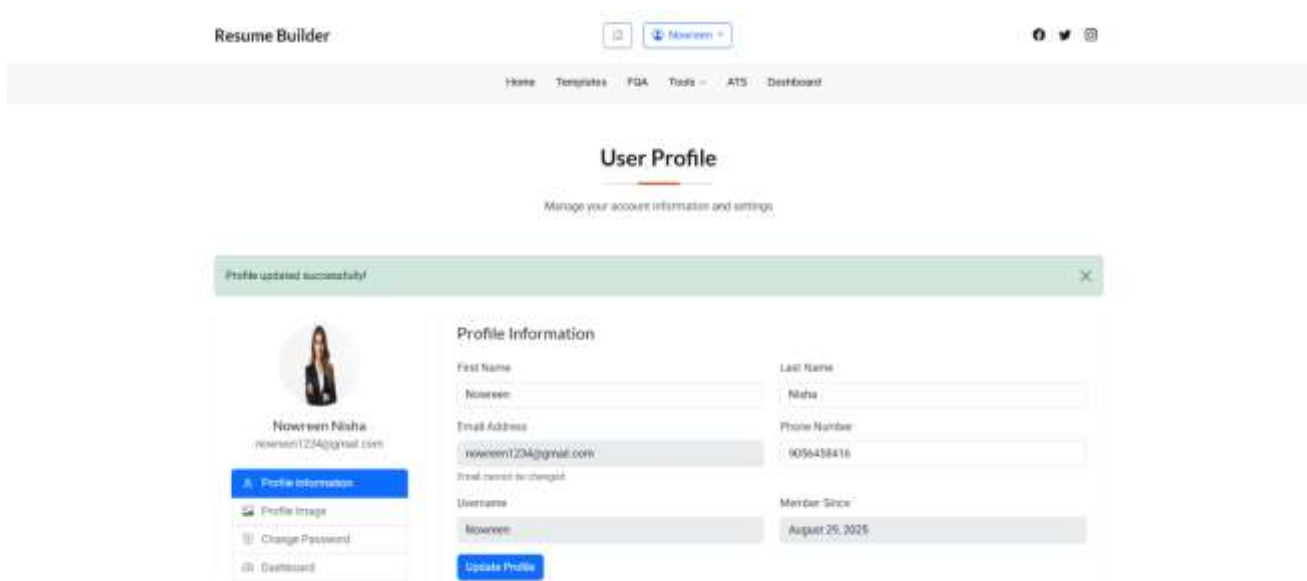 Resume Builder
Nowreen
Home Templates FQA Tools ATS Dashboard
User Profile
Manage your account information and settings
Profile updated successfully!
Profile Information
First Name Last Name
Nowreen Nisha
Nowreen Nisha
Email Address Phone Number
nowreen1234@gmail.com
nowreen1234@gmail.com 9056458416
Email cannot be changed
Profile Information
Username Member Since
Profile Image
Nowreen August 29, 2025
Change Password
Dashboard
Update Profile